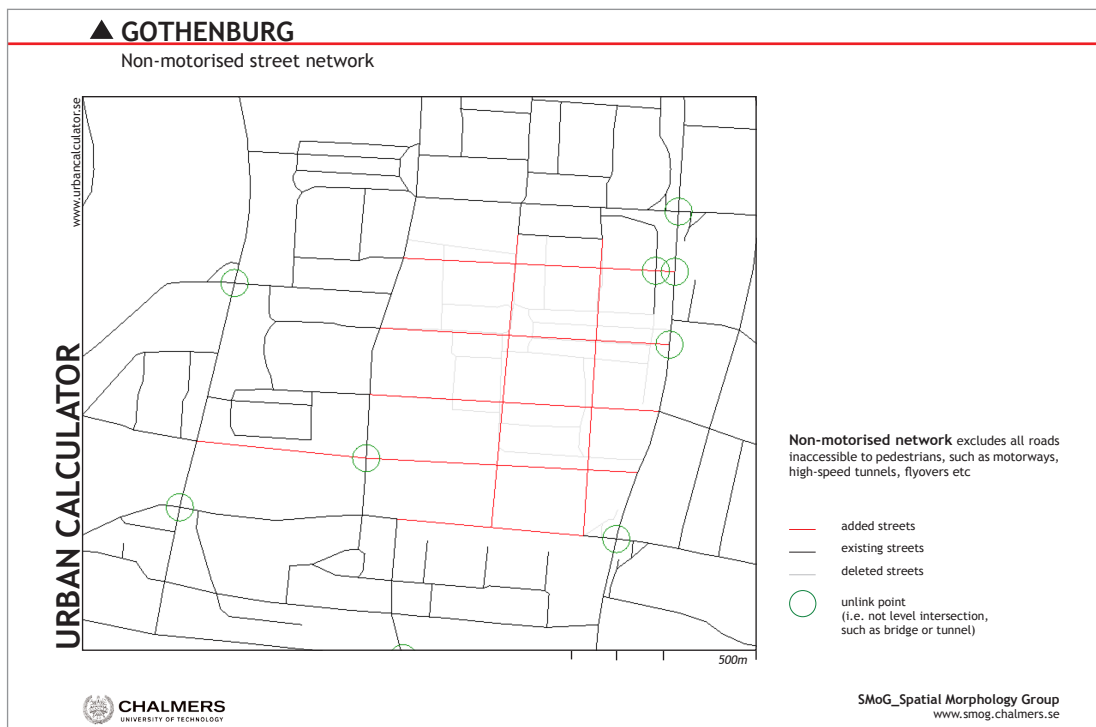 GOTHENBURG
Non-motorised street network
www.urbancalculator.se
URBAN CALCULATOR
Non-motorised network excludes all roads
inaccessible to pedestrians, such as motorways,
high-speed tunnels, flyovers etc
added streets
existing streets
deleted streets
unlink point
(i.e. not level intersection,
such as bridge or tunnel)
500m
CHALMERS
UNIVERSITY OF TECHNOLOGY
SMoG_Spatial Morphology Group
www.smog.chalmers.se